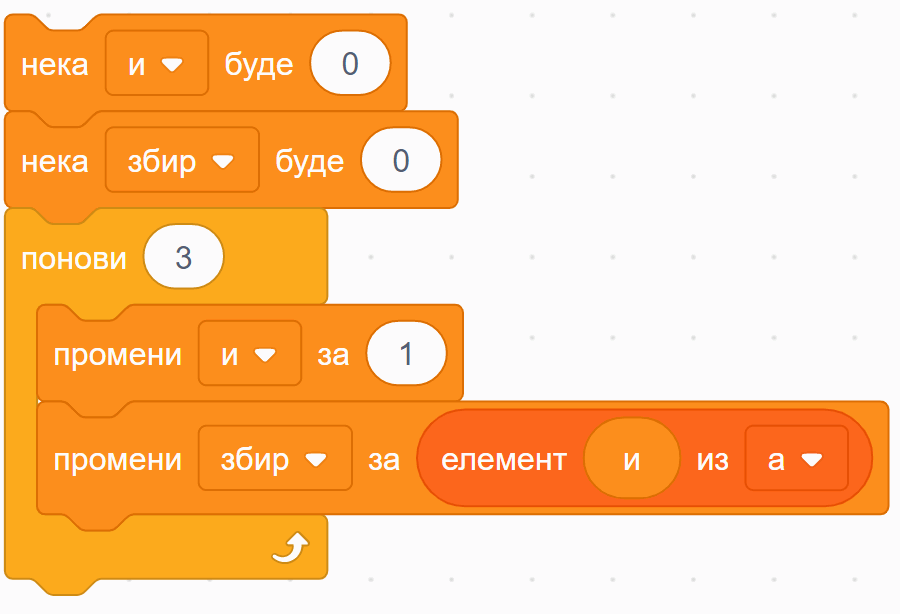 нека и буде 0
нека збир буде 0
понови 3
промени и за 1
промени збир за елемент и из а